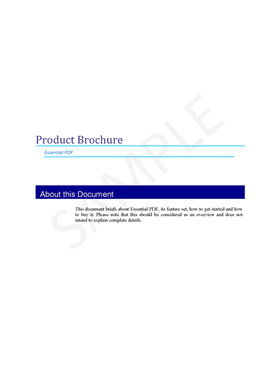 Product Brochure
Essential PDF
SAMPLE
About this Document
This document briefs about Essential PDF, its feature set, how to get started and how
to buy it. Please note that this should be considered as an overview and does not
intend to explain complete details.